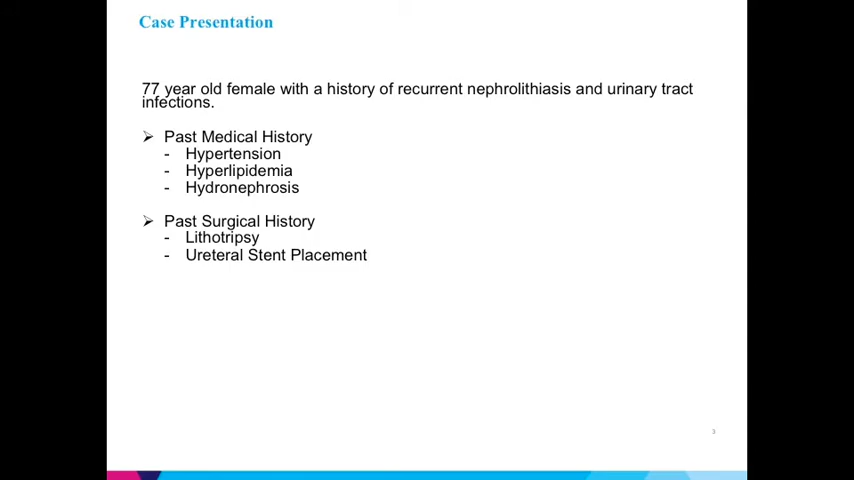 Case Presentation
77 year old female with a history of recurrent nephrolithiasis and urinary tract
infections.
➢ Past Medical History
- Hypertension
- Hyperlipidemia
- Hydronephrosis
➢ Past Surgical History
- Lithotripsy
- Ureteral Stent Placement
3